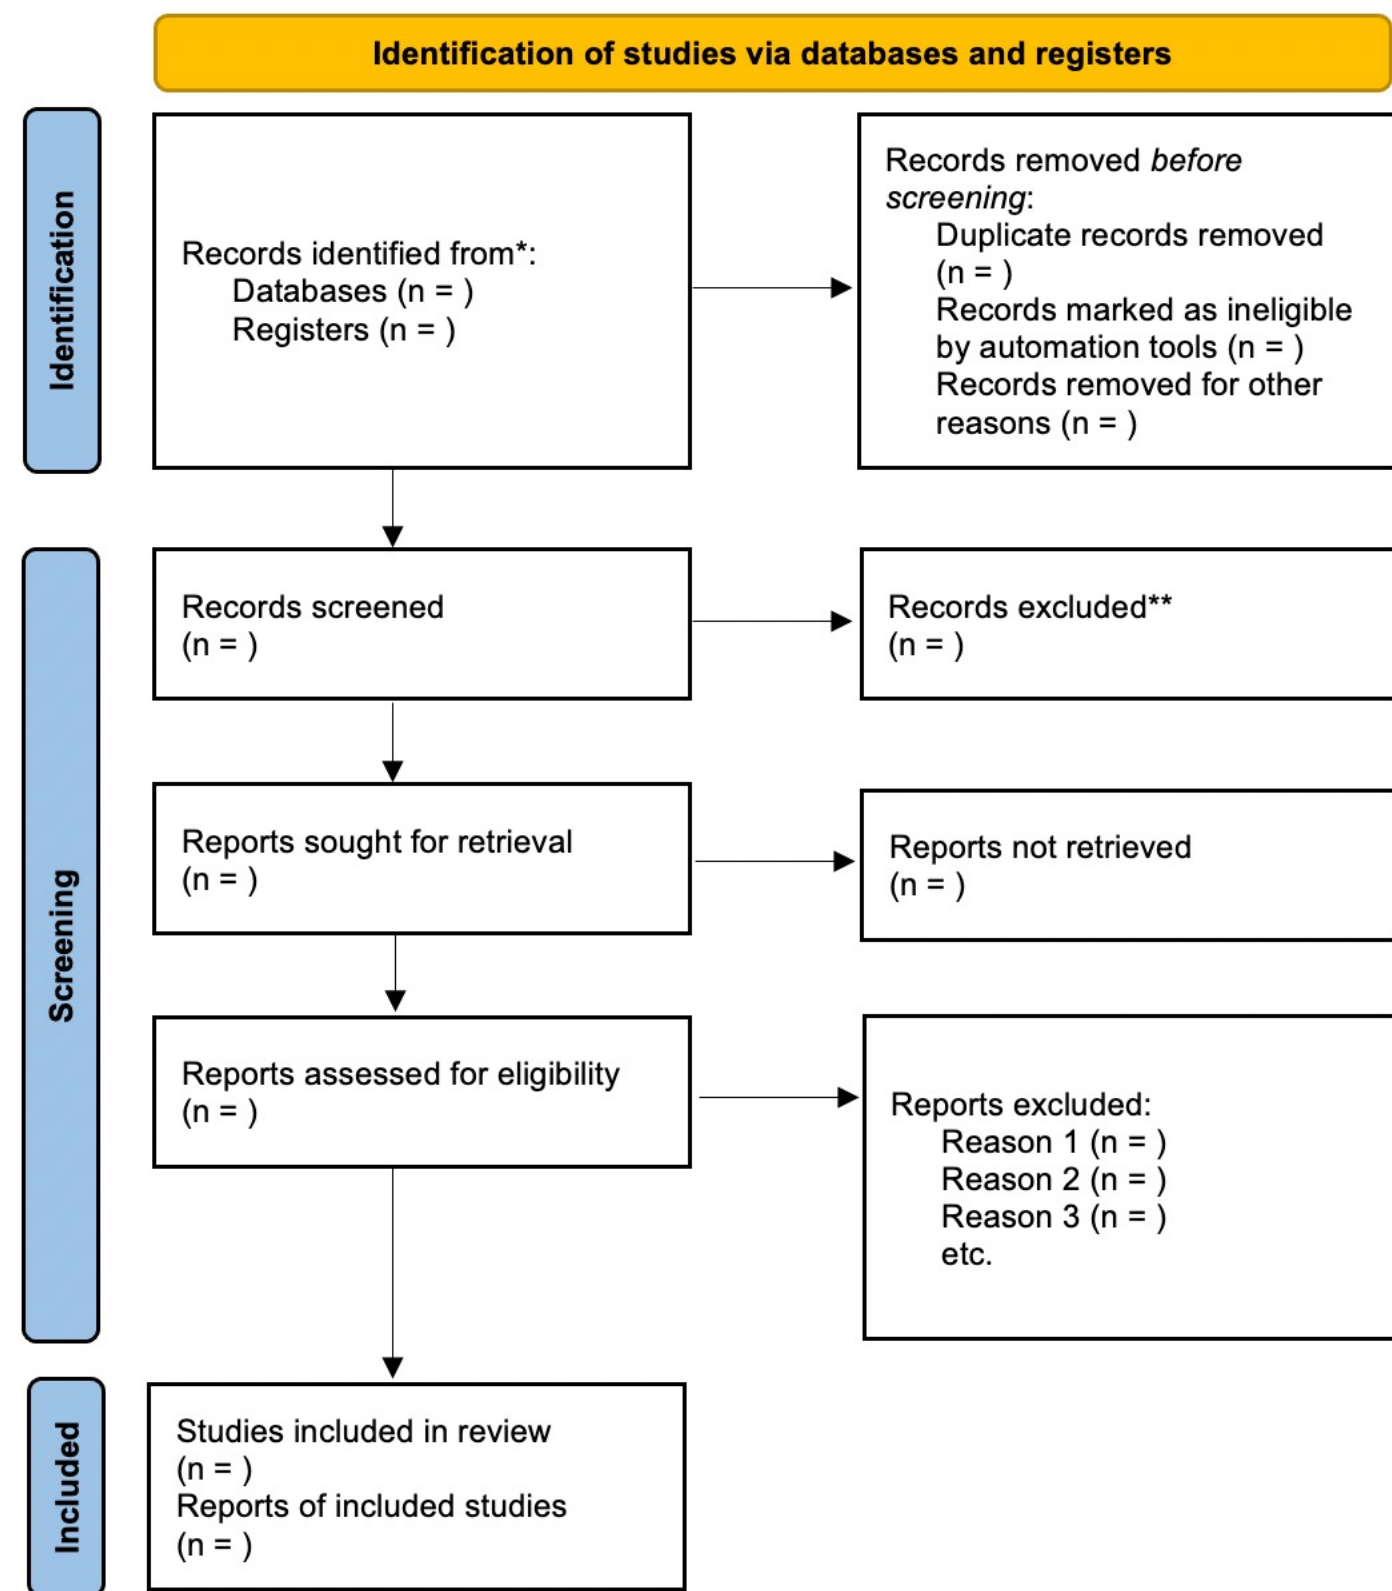 Identification of studies via databases and registers
Identification
Records identified from*:
Databases (n = )
Registers (n = )
Records removed before
screening:
Duplicate records removed
(n = )
Records marked as ineligible
by automation tools (n = )
Records removed for other
reasons (n = )
Screening
Records screened
(n = )
Records excluded**
(n = )
Reports sought for retrieval
(n = )
Reports not retrieved
(n = )
Reports assessed for eligibility
(n = )
Reports excluded:
Reason 1 (n = )
Reason 2 (n = )
Reason 3 (n = )
etc.
Included
Studies included in review
(n = )
Reports of included studies
(n = )